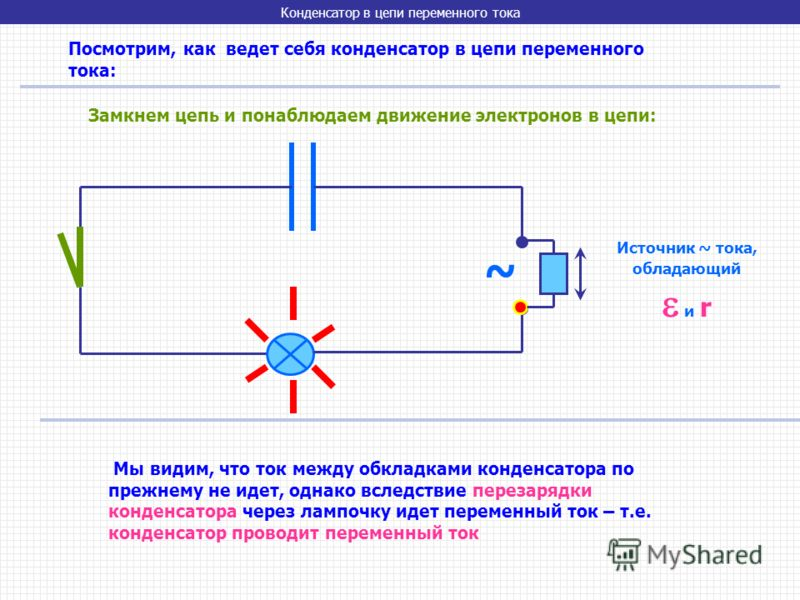 Конденсатор в цепи переменного тока
Посмотрим, как ведет себя конденсатор в цепи переменного
тока:
Замкнем цепь и понаблюдаем движение электронов в цепи:
~
Источник ~ тока,
обладающий
ε и r
Мы видим, что ток между обкладками конденсатора по
прежнему не идет, однако вследствие перезарядки
конденсатора через лампочку идет переменный ток – т.е.
конденсатор проводит переменный ток
MyShared